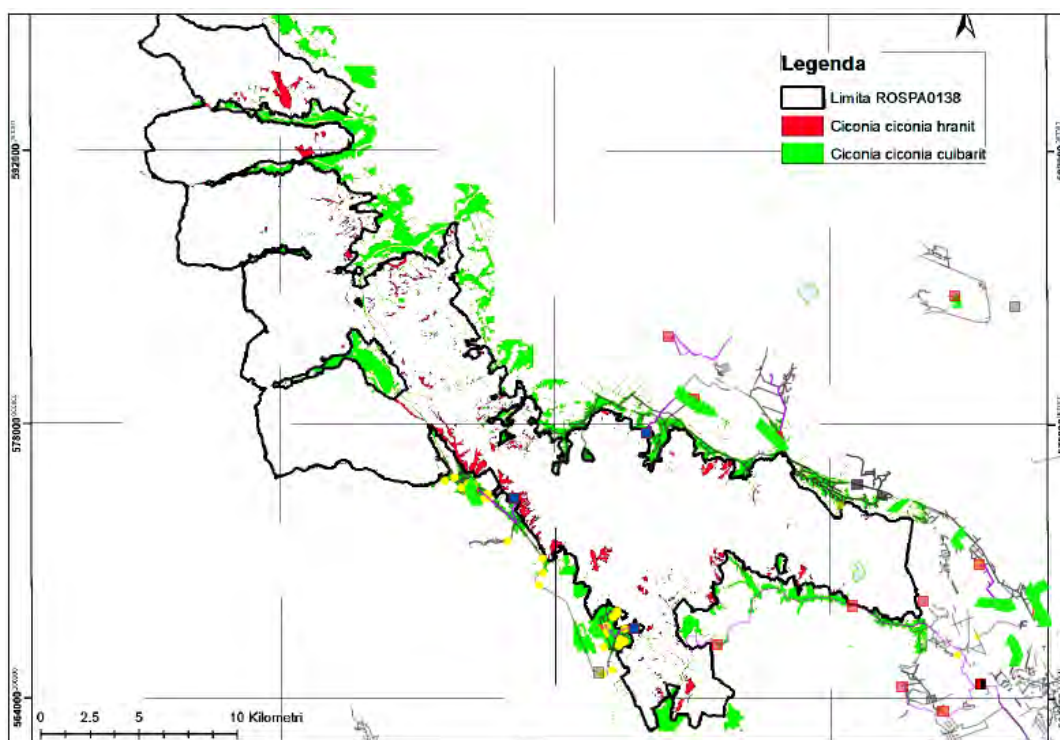 Legenda
Limita ROSPA0138
Ciconia ciconia hranit
Ciconia ciconia cuibarit
592000
578000
564000
0 2.5 5 10 Kilometri